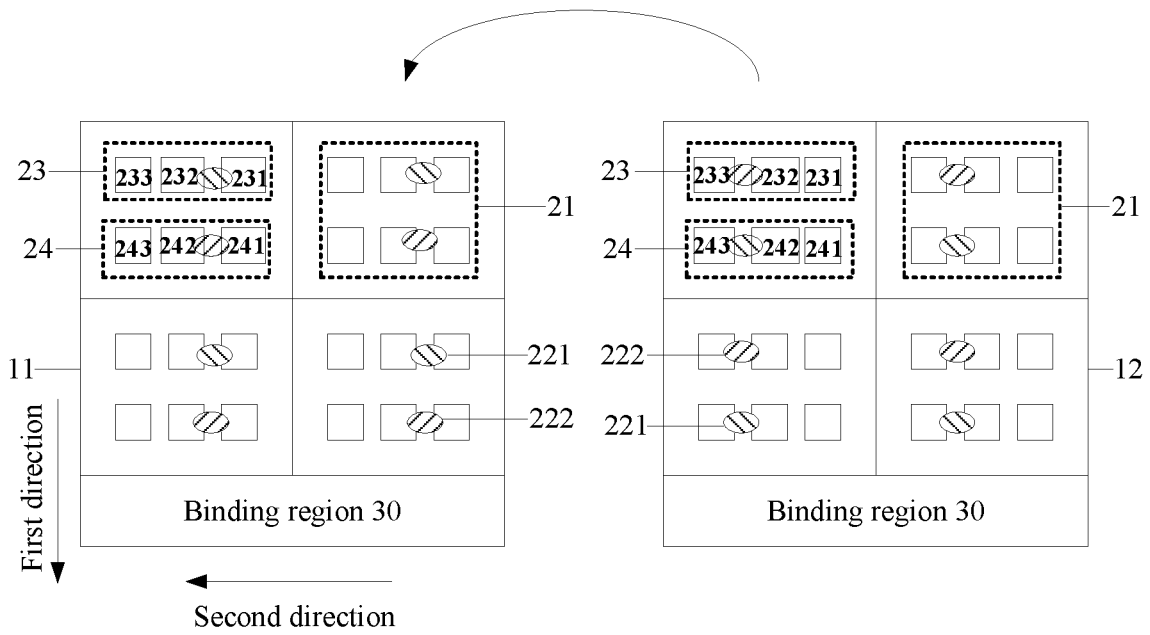 23
233 232 231
21
24
243 242 241
11
221
222
Binding region 30
First direction
Second direction
23
233 232 231
21
24
243 242 241
222
12
221
Binding region 30